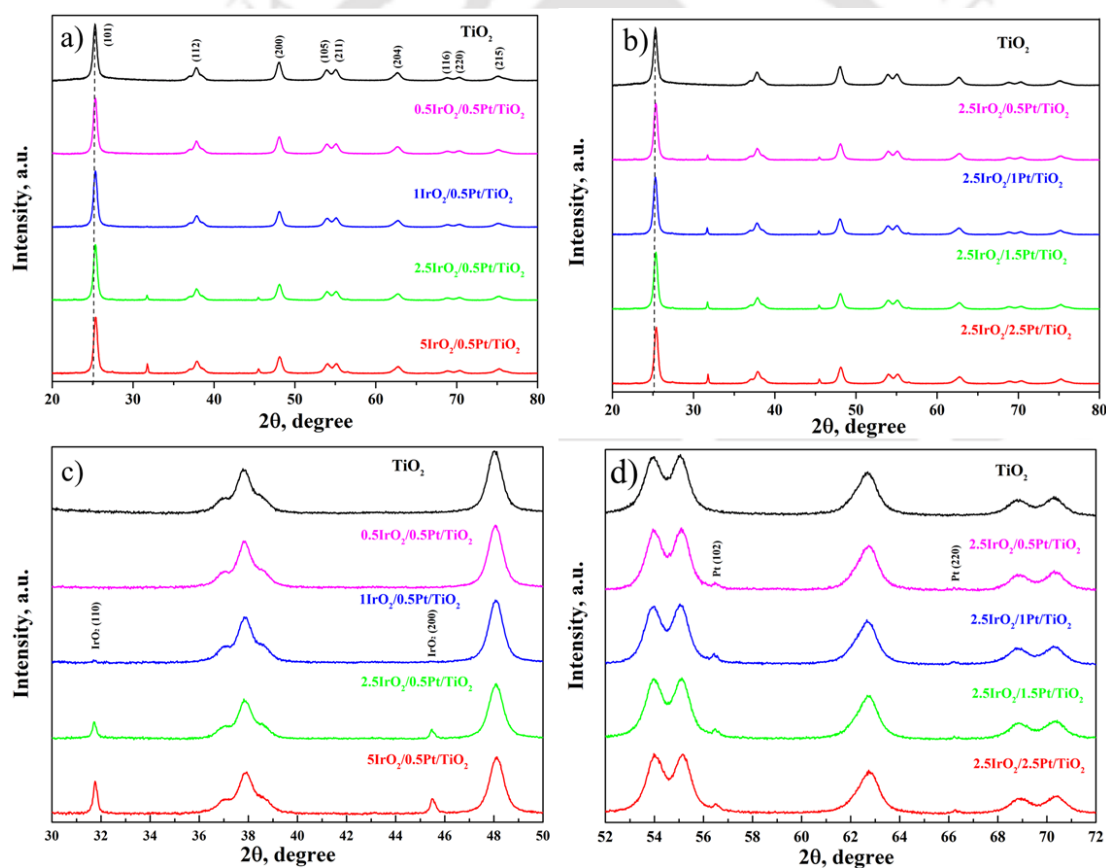 a)
TiO₂
(101)
(112)
(200)
(105)
(211)
(204)
(116)
(220)
(215)
0.5IrO₂/0.5Pt/TiO₂
1IrO₂/0.5Pt/TiO₂
2.5IrO₂/0.5Pt/TiO₂
5IrO₂/0.5Pt/TiO₂
Intensity, a.u.
20 30 40 50 60 70 80
2θ, degree
b)
TiO₂
2.5IrO₂/0.5Pt/TiO₂
2.5IrO₂/1Pt/TiO₂
2.5IrO₂/1.5Pt/TiO₂
2.5IrO₂/2.5Pt/TiO₂
Intensity, a.u.
20 30 40 50 60 70 80
2θ, degree
c)
TiO₂
0.5IrO₂/0.5Pt/TiO₂
1IrO₂/0.5Pt/TiO₂
IrO₂ (110)
IrO₂ (200)
2.5IrO₂/0.5Pt/TiO₂
5IrO₂/0.5Pt/TiO₂
Intensity, a.u.
30 32 34 36 38 40 42 44 46 48 50
2θ, degree
d)
TiO₂
2.5IrO₂/0.5Pt/TiO₂
Pt (102)
Pt (220)
2.5IrO₂/1Pt/TiO₂
2.5IrO₂/1.5Pt/TiO₂
2.5IrO₂/2.5Pt/TiO₂
Intensity, a.u.
52 54 56 58 60 62 64 66 68 70 72
2θ, degree